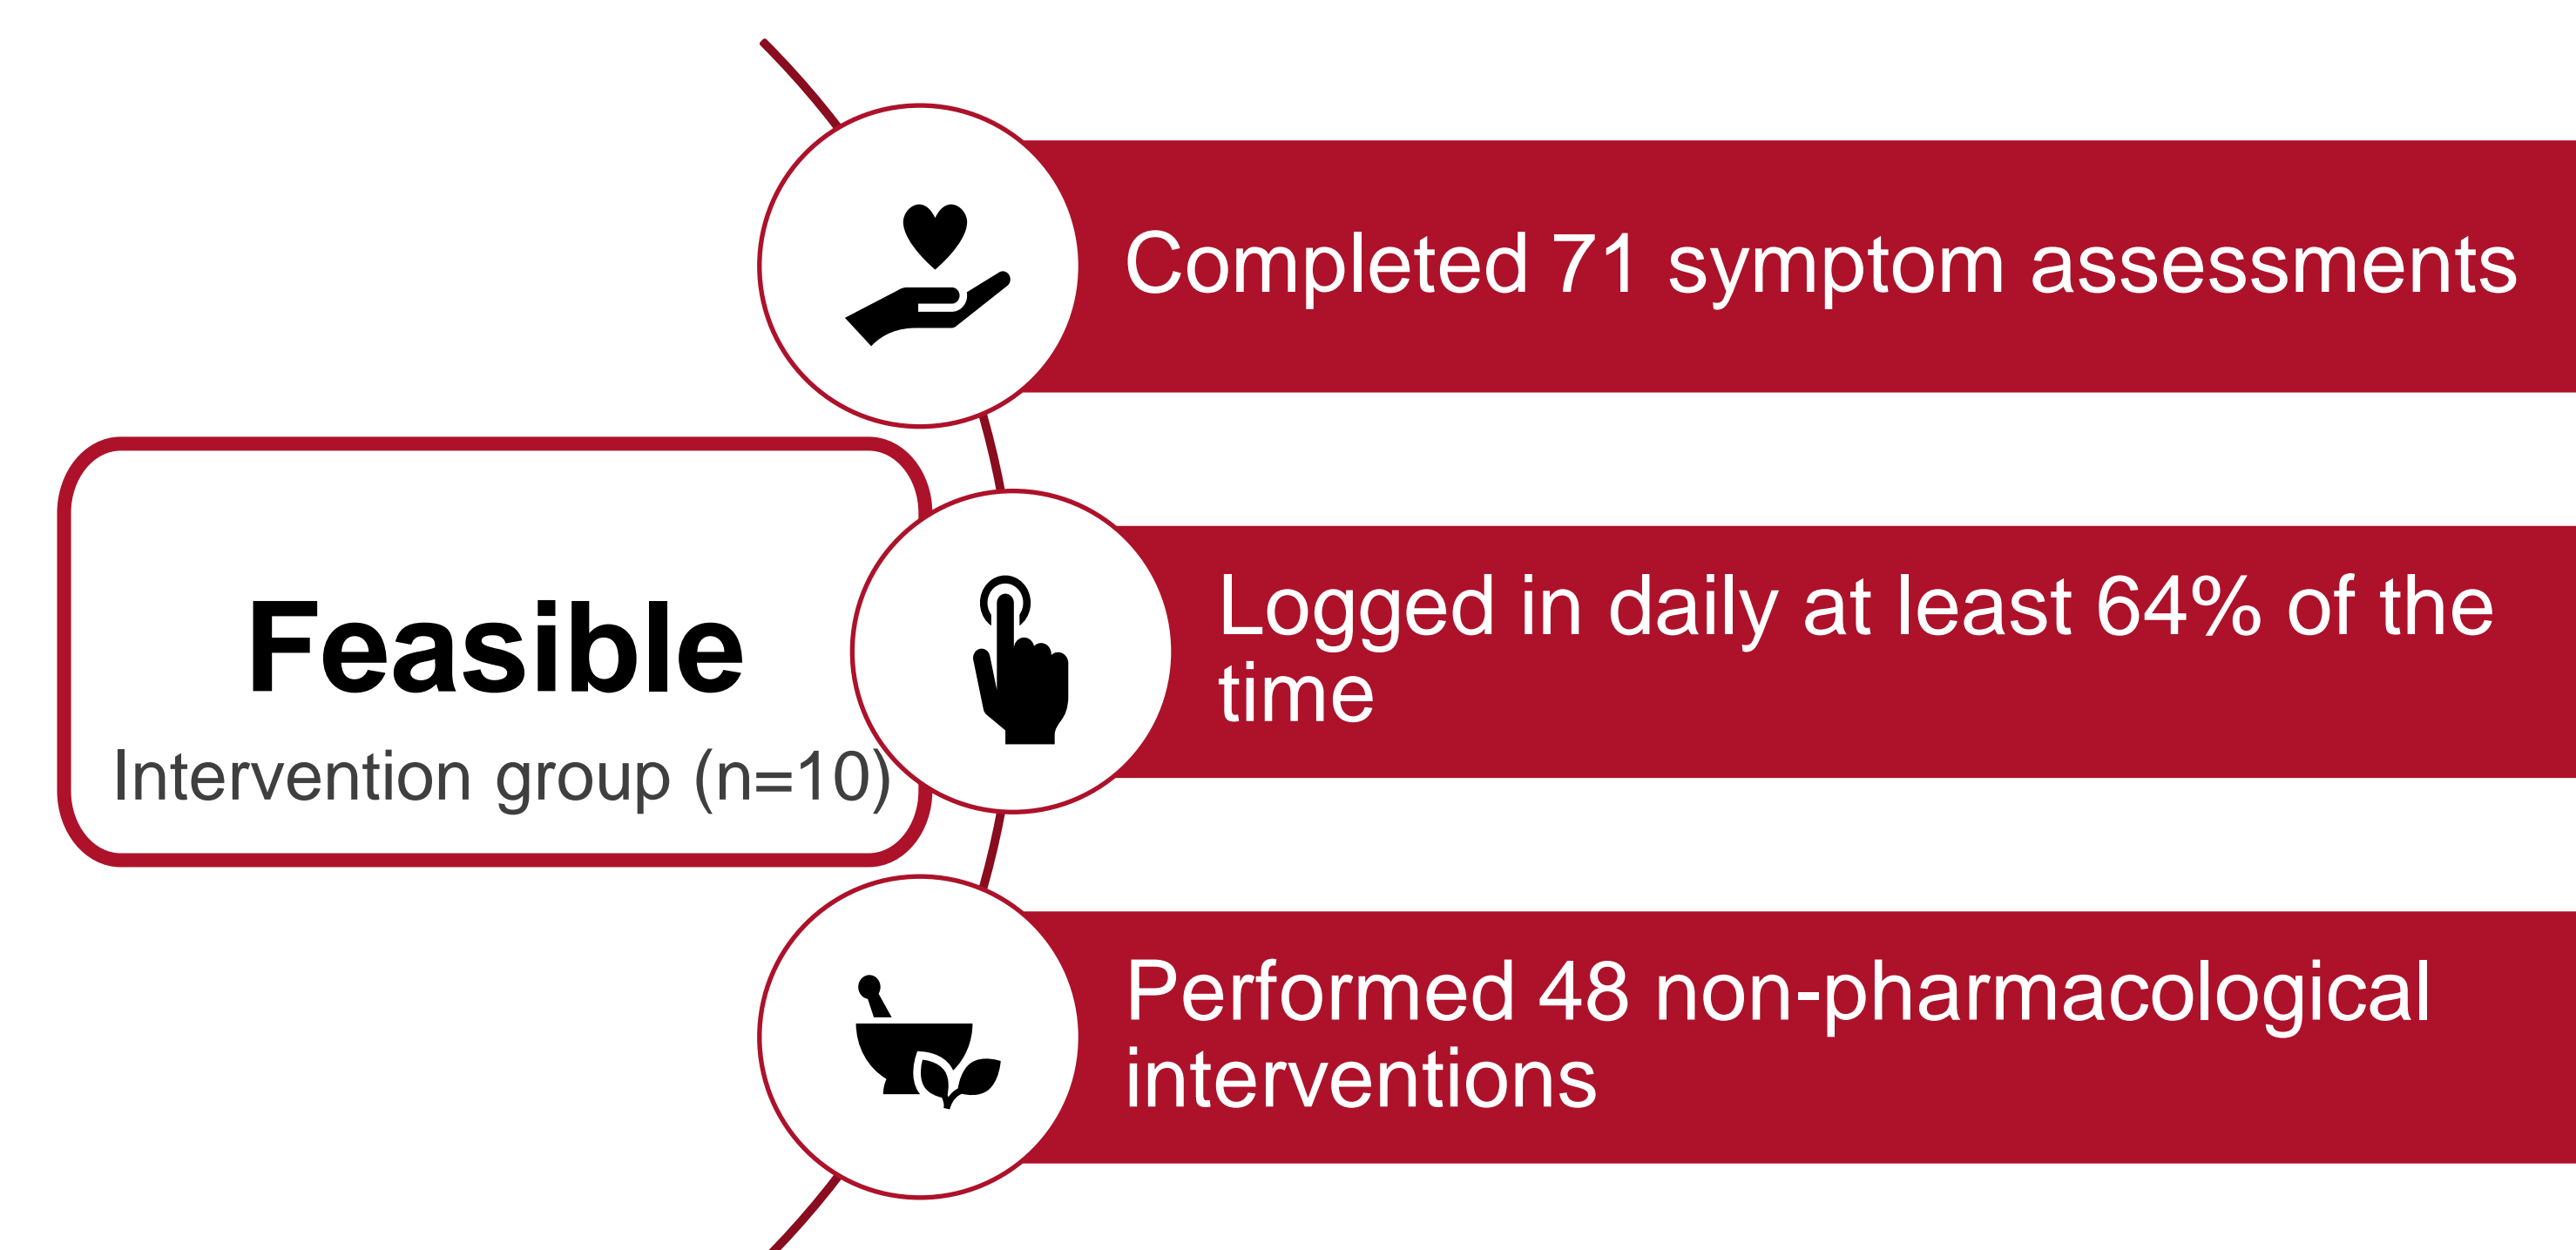 Completed 71 symptom assessments
Feasible
Intervention group (n=10)
Logged in daily at least 64% of the
time
Performed 48 non-pharmacological
interventions